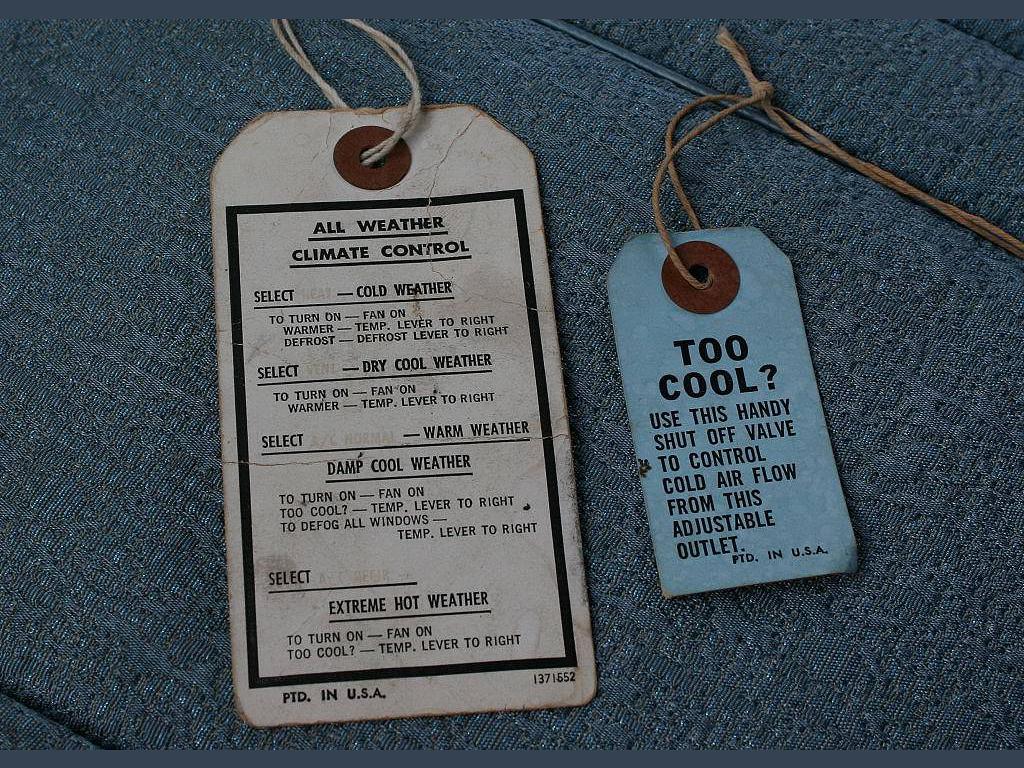 ALL WEATHER
CLIMATE CONTROL
SELECT HEAT — COLD WEATHER
TO TURN ON — FAN ON
WARMER — TEMP. LEVER TO RIGHT
DEFROST — DEFROST LEVER TO RIGHT
SELECT VENT — DRY COOL WEATHER
TO TURN ON — FAN ON
WARMER — TEMP. LEVER TO RIGHT
SELECT A/C NORMAL — WARM WEATHER
DAMP COOL WEATHER
TO TURN ON — FAN ON
TOO COOL? — TEMP. LEVER TO RIGHT
TO DEFOG ALL WINDOWS —
TEMP. LEVER TO RIGHT
SELECT
EXTREME HOT WEATHER
TO TURN ON — FAN ON
TOO COOL? — TEMP. LEVER TO RIGHT
1371552
PTD. IN U.S.A.
TOO
COOL?
USE THIS HANDY
SHUT OFF VALVE
TO CONTROL
COLD AIR FLOW
FROM THIS
ADJUSTABLE
OUTLET.
PTD. IN U.S.A.